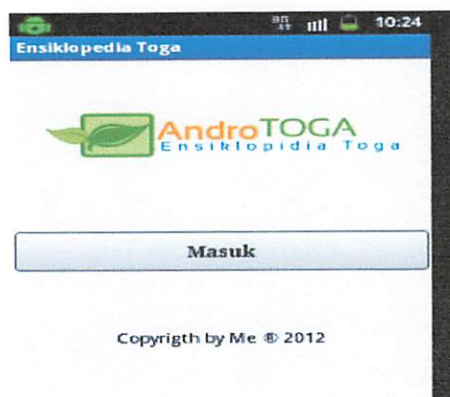 10:24
Ensiklopedia Toga
AndroTOGA
Ensiklopidia Toga
Masuk
Copyrigth by Me ® 2012